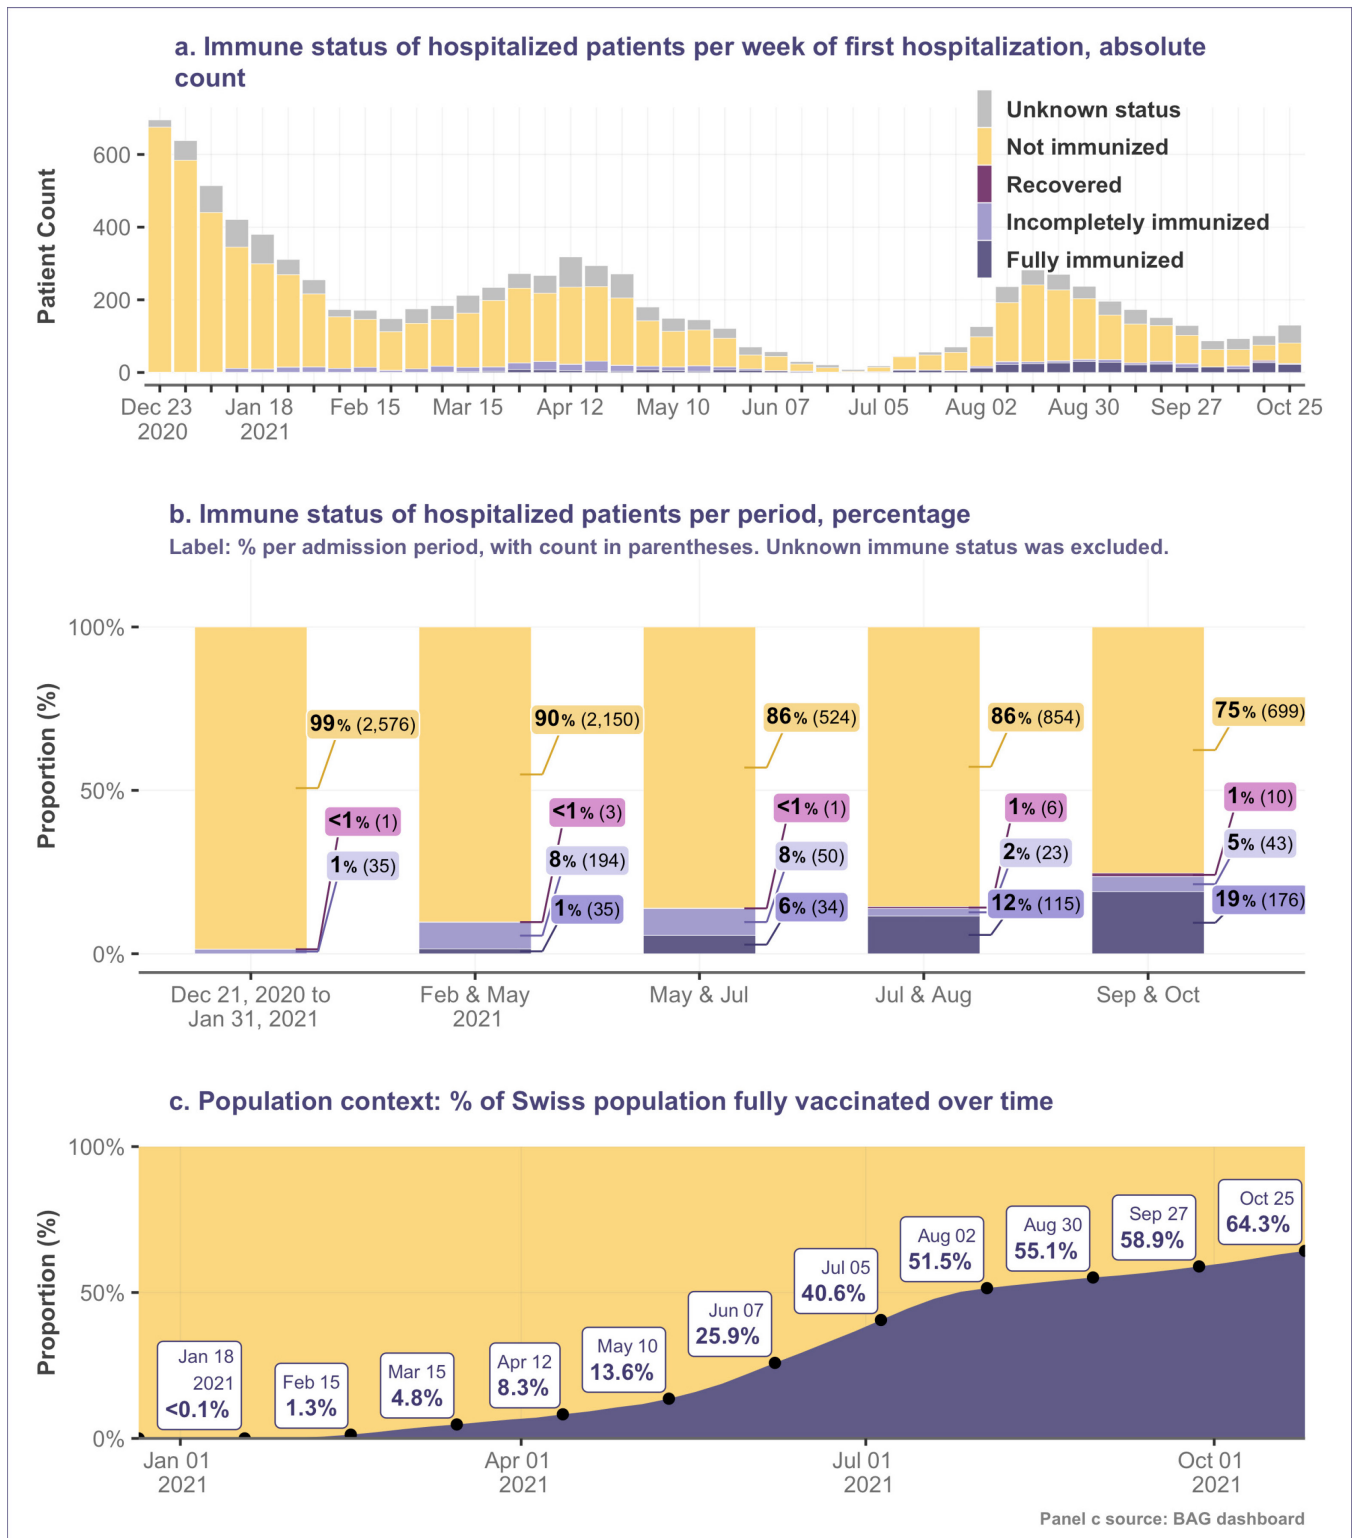 a. Immune status of hospitalized patients per week of first hospitalization, absolute
count
Unknown status
Not immunized
Recovered
Incompletely immunized
Fully immunized
Patient Count
600
400
200
0
Dec 23 Jan 18 Feb 15 Mar 15 Apr 12 May 10 Jun 07 Jul 05 Aug 02 Aug 30 Sep 27 Oct 25
2020 2021
b. Immune status of hospitalized patients per period, percentage
Label: % per admission period, with count in parentheses. Unknown immune status was excluded.
Proportion (%)
100%
50%
0%
99% (2,576)
<1% (1)
1% (35)
90% (2,150)
<1% (3)
8% (194)
1% (35)
86% (524)
<1% (1)
8% (50)
6% (34)
86% (854)
1% (6)
2% (23)
12% (115)
75% (699)
1% (10)
5% (43)
19% (176)
Dec 21, 2020 to
Jan 31, 2021
Feb & May
2021
May & Jul
Jul & Aug
Sep & Oct
c. Population context: % of Swiss population fully vaccinated over time
Proportion (%)
100%
50%
0%
Jan 18
2021
<0.1%
Feb 15
1.3%
Mar 15
4.8%
Apr 12
8.3%
May 10
13.6%
Jun 07
25.9%
Jul 05
40.6%
Aug 02
51.5%
Aug 30
55.1%
Sep 27
58.9%
Oct 25
64.3%
Jan 01
2021
Apr 01
2021
Jul 01
2021
Oct 01
2021
Panel c source: BAG dashboard